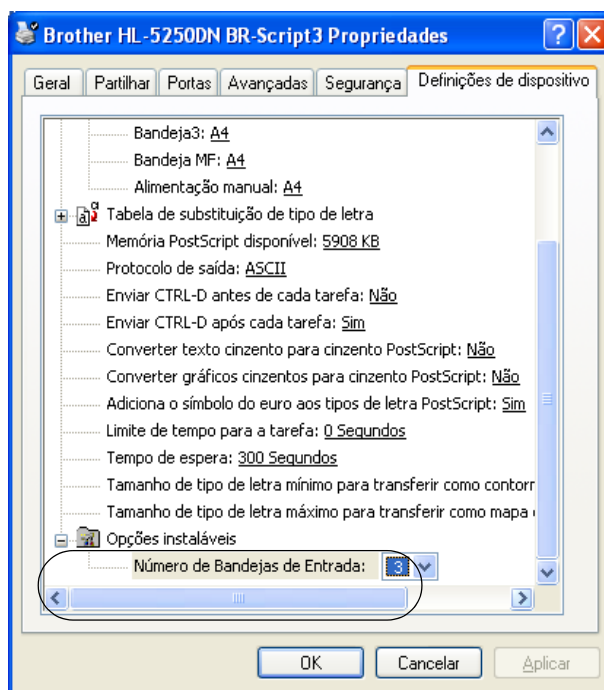 Brother HL-5250DN BR-Script3 Propriedades
Geral Partilhar Portas Avançadas Segurança Definições de dispositivo
Bandeja3: A4
Bandeja MF: A4
Alimentação manual: A4
Tabela de substituição de tipo de letra
Memória PostScript disponível: 5908 KB
Protocolo de saída: ASCII
Enviar CTRL-D antes de cada tarefa: Não
Enviar CTRL-D após cada tarefa: Sim
Converter texto cinzento para cinzento PostScript: Não
Converter gráficos cinzentos para cinzento PostScript: Não
Adiciona o símbolo do euro aos tipos de letra PostScript: Sim
Limite de tempo para a tarefa: 0 Segundos
Tempo de espera: 300 Segundos
Tamanho de tipo de letra mínimo para transferir como
Tamanho de tipo de letra máximo para transferir como mapa
Opções instaláveis
Número de Bandejas de Entrada: 3
OK Cancelar Aplicar